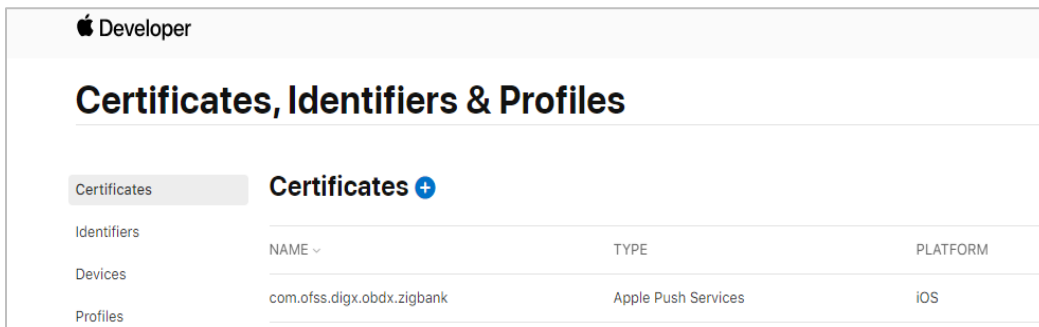 Developer
Certificates, Identifiers & Profiles
Certificates
Identifiers
Devices
Profiles
Certificates
NAME TYPE PLATFORM
com.ofss.digx.obdx.zigbank Apple Push Services iOS